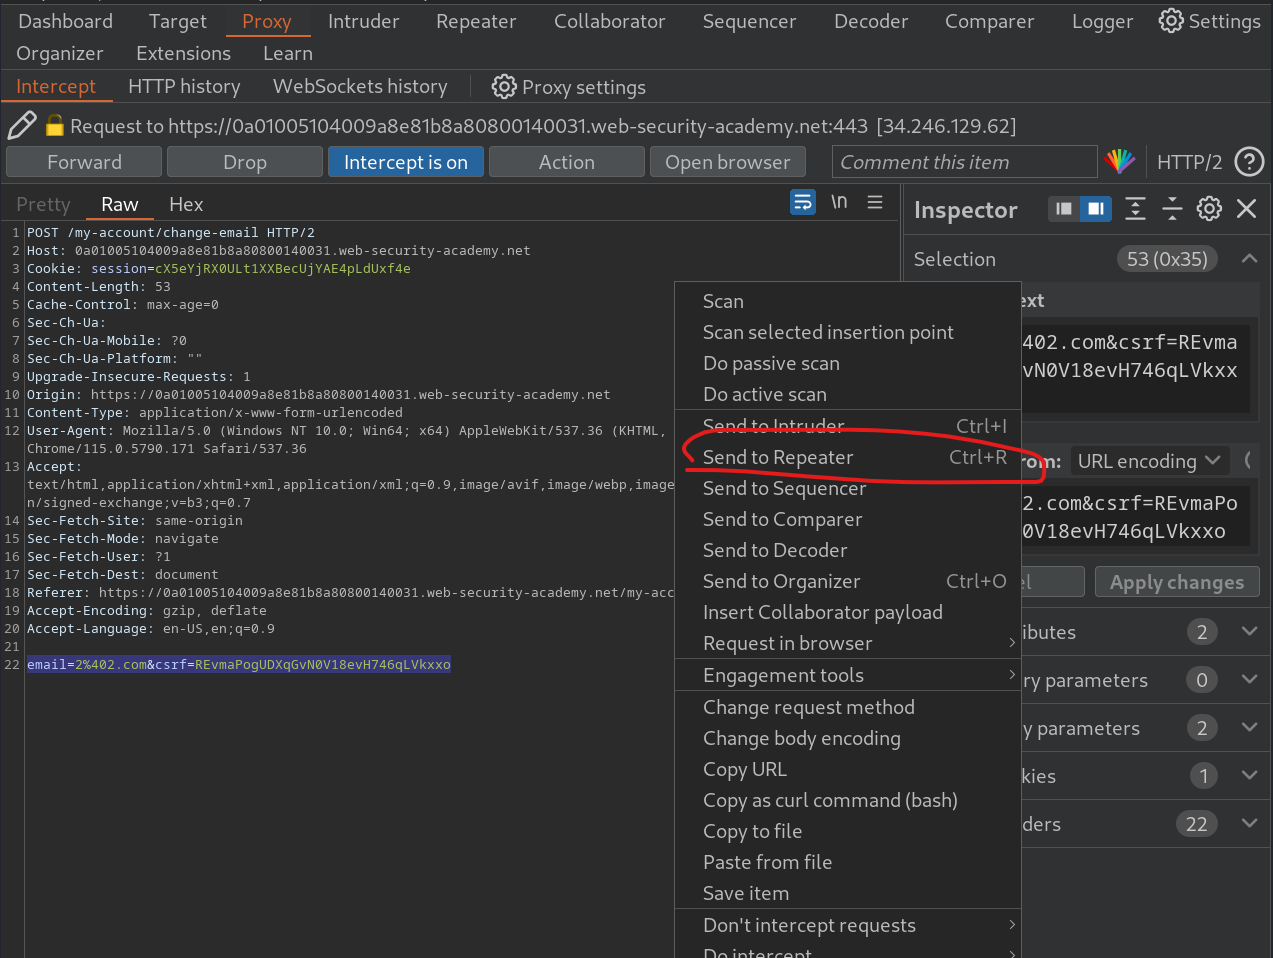 Dashboard Target Proxy Intruder Repeater Collaborator Sequencer Decoder Comparer Logger Settings
Organizer Extensions Learn
Intercept HTTP history WebSockets history Proxy settings
Request to https://0a01005104009a8e81b8a80800140031.web-security-academy.net:443 [34.246.129.62]
Forward Drop Intercept is on Action Open browser Comment this item HTTP/2
Pretty Raw Hex \n
Inspector
Selection 53 (0x35)
1 POST /my-account/change-email HTTP/2
2 Host: 0a01005104009a8e81b8a80800140031.web-security-academy.net
3 Cookie: session=cX5eYjRX0ULt1XXBecUjYAE4pLdUxf4e
4 Content-Length: 53
5 Cache-Control: max-age=0
6 Sec-Ch-Ua:
7 Sec-Ch-Ua-Mobile: ?0
8 Sec-Ch-Ua-Platform: ""
9 Upgrade-Insecure-Requests: 1
10 Origin: https://0a01005104009a8e81b8a80800140031.web-security-academy.net
11 Content-Type: application/x-www-form-urlencoded
12 User-Agent: Mozilla/5.0 (Windows NT 10.0; Win64; x64) AppleWebKit/537.36 (KHTML,
Chrome/115.0.5790.171 Safari/537.36
13 Accept:
text/html,application/xhtml+xml,application/xml;q=0.9,image/avif,image/webp,image
n/signed-exchange;v=b3;q=0.7
14 Sec-Fetch-Site: same-origin
15 Sec-Fetch-Mode: navigate
16 Sec-Fetch-User: ?1
17 Sec-Fetch-Dest: document
18 Referer: https://0a01005104009a8e81b8a80800140031.web-security-academy.net/my-acc
19 Accept-Encoding: gzip, deflate
20 Accept-Language: en-US,en;q=0.9
21
22 email=2%402.com&csrf=REvmaPogUDXqGvN0V18evH746qLVkxxo
Scan
Scan selected insertion point
Do passive scan
Do active scan
Send to Intruder Ctrl+I
Send to Repeater Ctrl+R
Send to Sequencer
Send to Comparer
Send to Decoder
Send to Organizer Ctrl+O
Insert Collaborator payload
Request in browser
Engagement tools
Change request method
Change body encoding
Copy URL
Copy as curl command (bash)
Copy to file
Paste from file
Save item
Don't intercept requests
Do intercept
ext
402.com&csrf=REvma
vN0V18evH746qLVkxx
rom: URL encoding
2.com&csrf=REvmaPo
0V18evH746qLVkxxo
el Apply changes
ibutes 2
ry parameters 0
y parameters 2
kies 1
ders 22